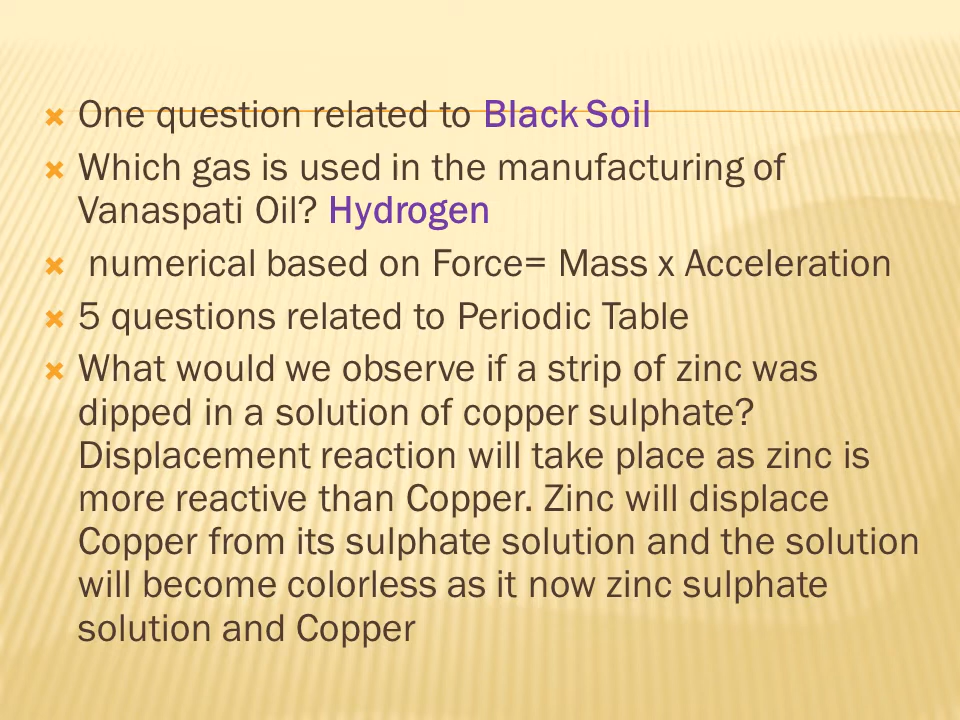 One question related to Black Soil
Which gas is used in the manufacturing of
Vanaspati Oil? Hydrogen
numerical based on Force= Mass x Acceleration
5 questions related to Periodic Table
What would we observe if a strip of zinc was
dipped in a solution of copper sulphate?
Displacement reaction will take place as zinc is
more reactive than Copper. Zinc will displace
Copper from its sulphate solution and the solution
will become colorless as it now zinc sulphate
solution and Copper